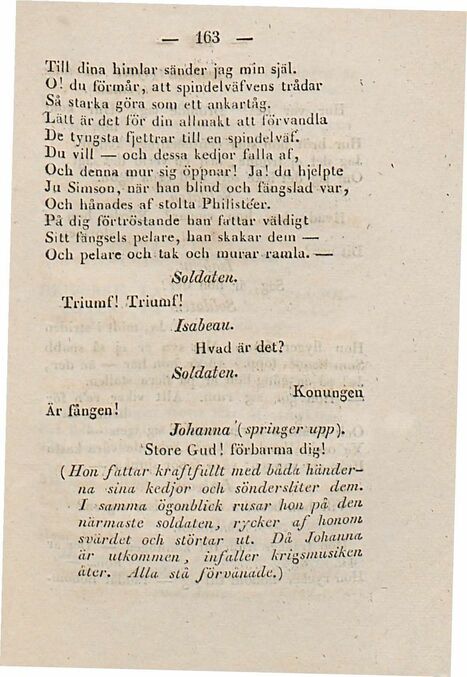 — 163 —
Till dina himlar sänder jag min själ.
O! du förmår, att spindelväfvens trådar
Så starka göra som ett ankartåg.
Lätt är det för din allmakt att förvandla
De tyngsta fjettrar till en spindelväf.
Du vill — och dessa kedjor falla af,
Och denna mur sig öppnar! Ja! du hjelpte
Ju Simson, när han blind och fängslad var,
Och hånades af stolta Philistéer.
På dig förtröstande han fattar väldigt
Sitt fängsels pelare, han skakar dem —
Och pelare och tak och murar ramla. —
Soldaten.
Triumf! Triumf!
Isabeau.
Hvad är det?
Soldaten.
Konungen
Är fången!
Johanna (springer upp).
Store Gud! förbarma dig!
(Hon fattar kraftfullt med båda händer-
na sina kedjor och söndersliter dem.
I samma ögonblick rusar hon på den
närmaste soldaten, rycker af honom
svärdet och störtar ut. Då Johanna
är utkommen, infaller krigsmusiken
åter. Alla stå förvånade.)